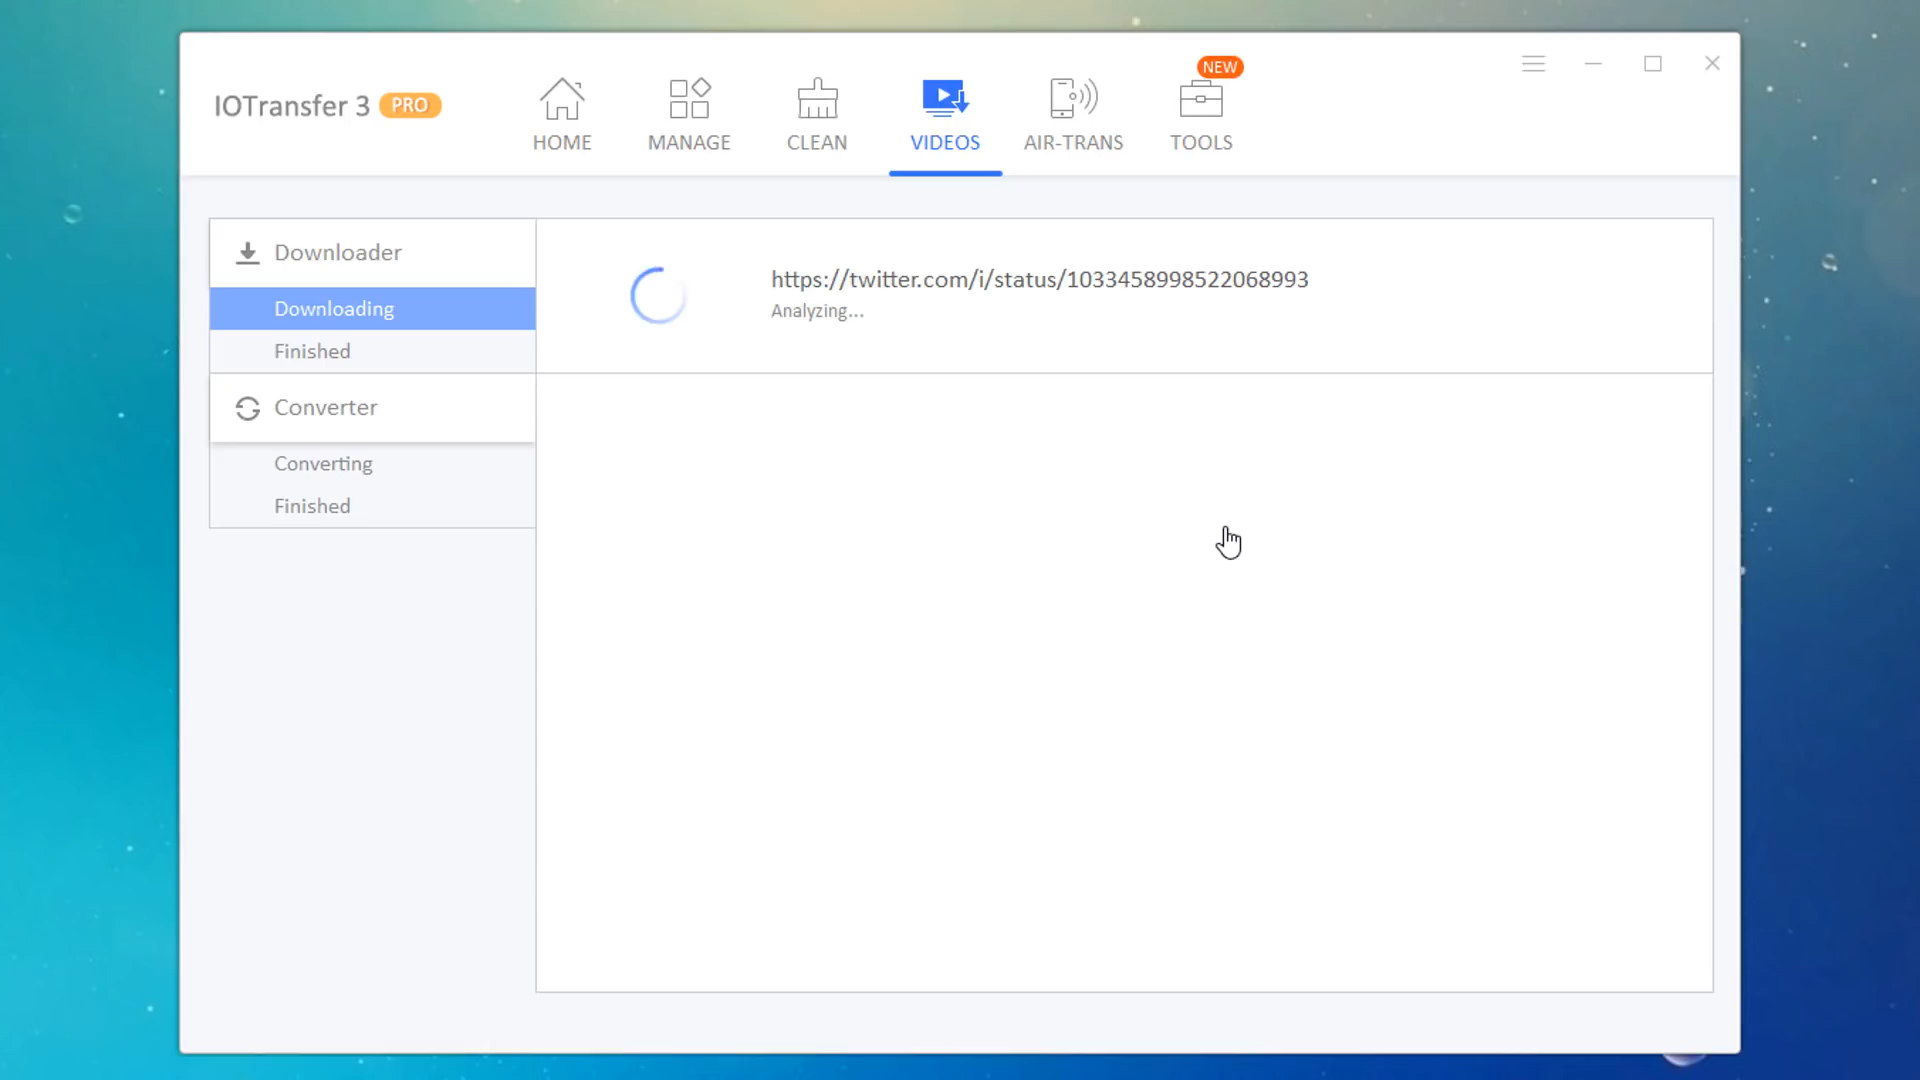 IOTransfer 3 PRO
HOME
MANAGE
CLEAN
VIDEOS
AIR-TRANS
NEW
TOOLS
Downloader
Downloading
Finished
Converter
Converting
Finished
https://twitter.com/i/status/1033458998522068993
Analyzing...